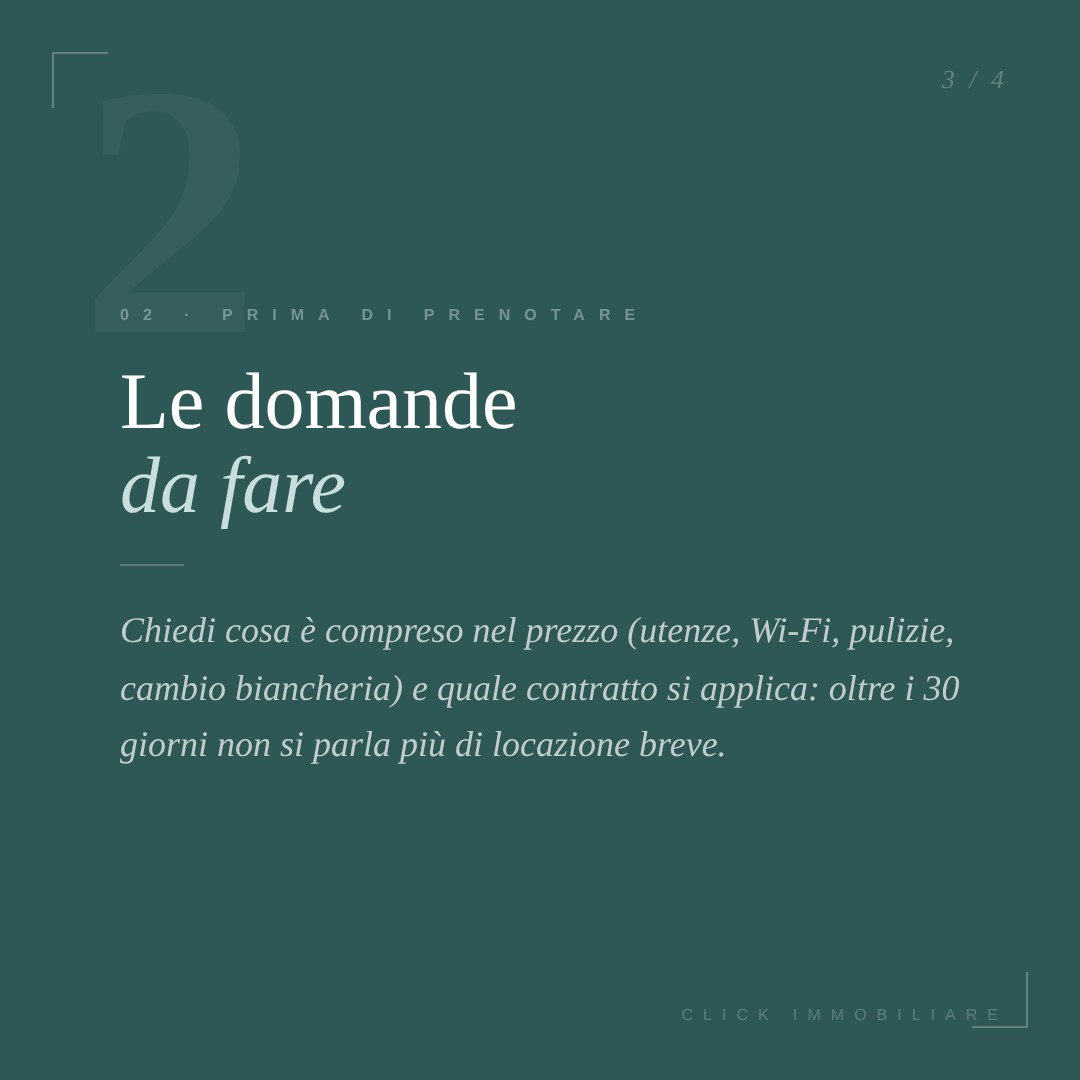 3 / 4
2
02 · PRIMA DI PRENOTARE
Le domande
da fare
Chiedi cosa è compreso nel prezzo (utenze, Wi-Fi, pulizie,
cambio biancheria) e quale contratto si applica: oltre i 30
giorni non si parla più di locazione breve.
CLICK IMMOBILIARE